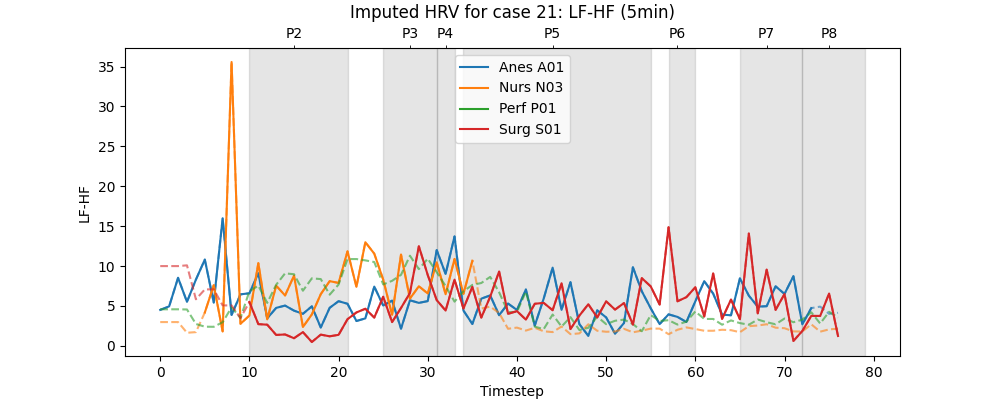 Imputed HRV for case 21: LF-HF (5min)
P2 P3 P4 P5 P6 P7 P8
Anes A01
Nurs N03
Perf P01
Surg S01
LF-HF
35
30
25
20
15
10
5
0
0 10 20 30 40 50 60 70 80
Timestep